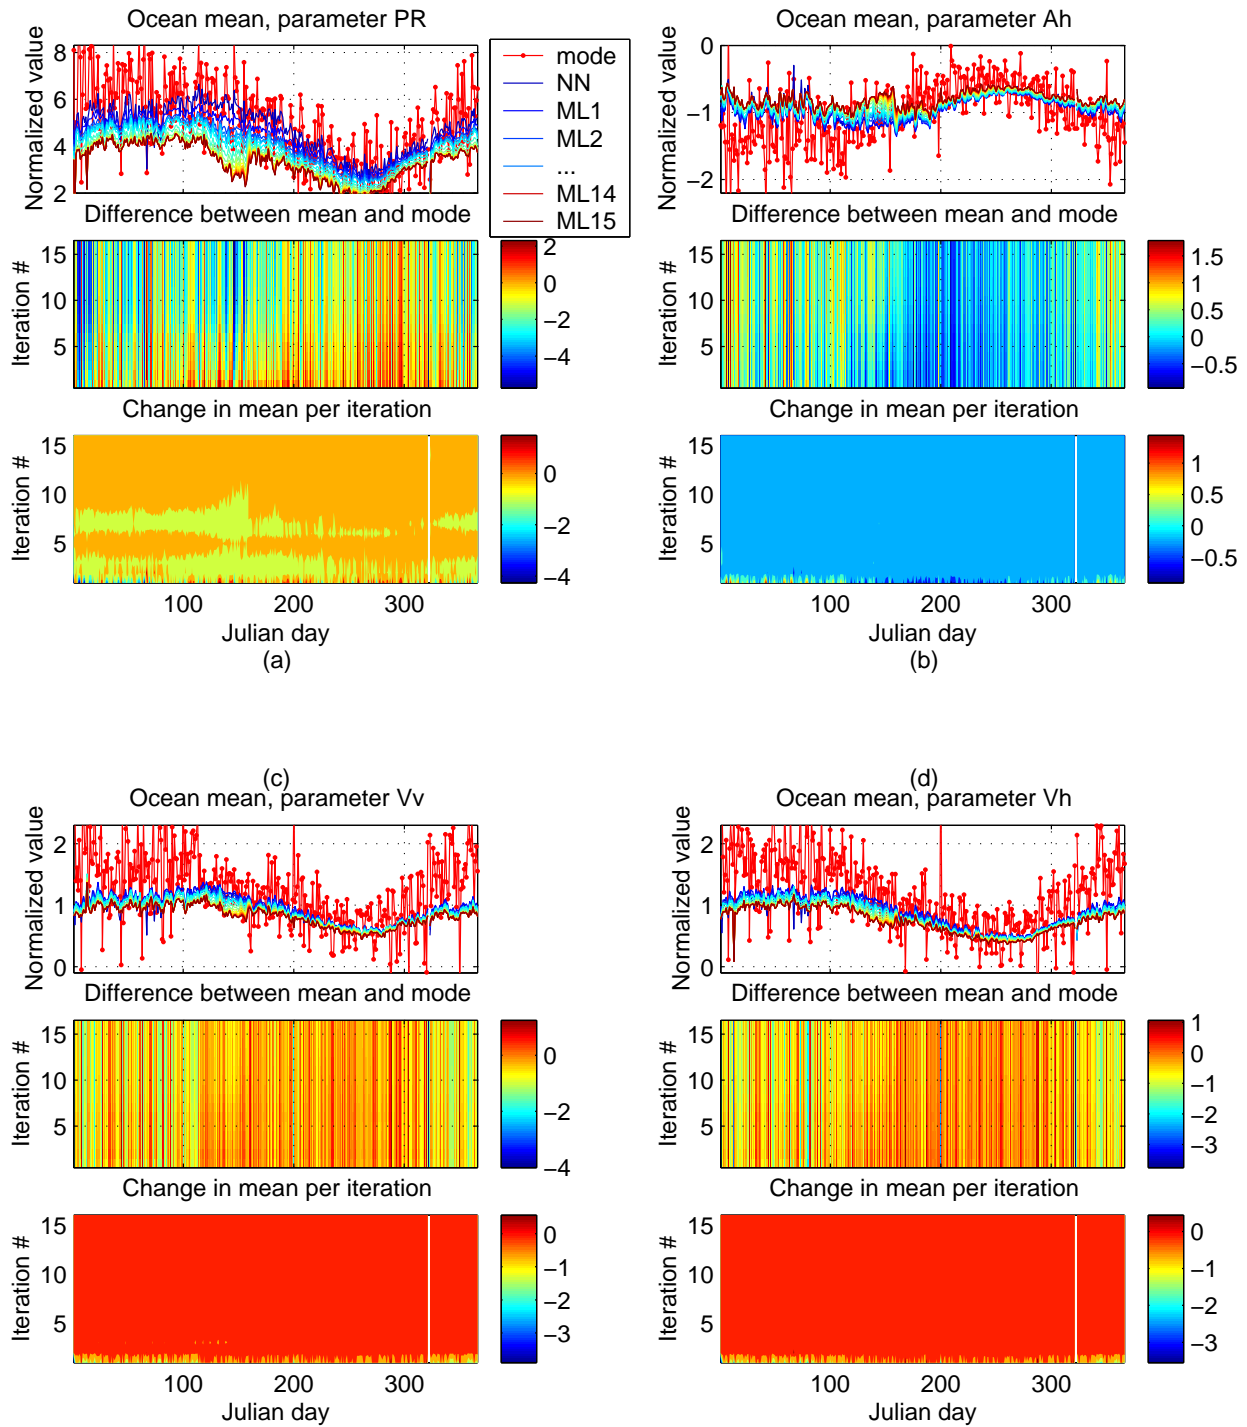 Ocean mean, parameter PR
Normalized value
8
6
4
2
mode
NN
ML1
ML2
...
ML14
ML15
Difference between mean and mode
Iteration #
15
10
5
2
0
−2
−4
Change in mean per iteration
Iteration #
15
10
5
0
−2
−4
100
200
300
Julian day
(a)
Ocean mean, parameter Ah
Normalized value
0
−1
−2
Difference between mean and mode
Iteration #
15
10
5
1.5
1
0.5
0
−0.5
Change in mean per iteration
Iteration #
15
10
5
1
0.5
0
−0.5
100
200
300
Julian day
(b)
(c)
Ocean mean, parameter Vv
Normalized value
2
1
0
Difference between mean and mode
Iteration #
15
10
5
0
−2
−4
Change in mean per iteration
Iteration #
15
10
5
0
−1
−2
−3
100
200
300
Julian day
(d)
Ocean mean, parameter Vh
Normalized value
2
1
0
Difference between mean and mode
Iteration #
15
10
5
1
0
−1
−2
−3
Change in mean per iteration
Iteration #
15
10
5
0
−1
−2
−3
100
200
300
Julian day